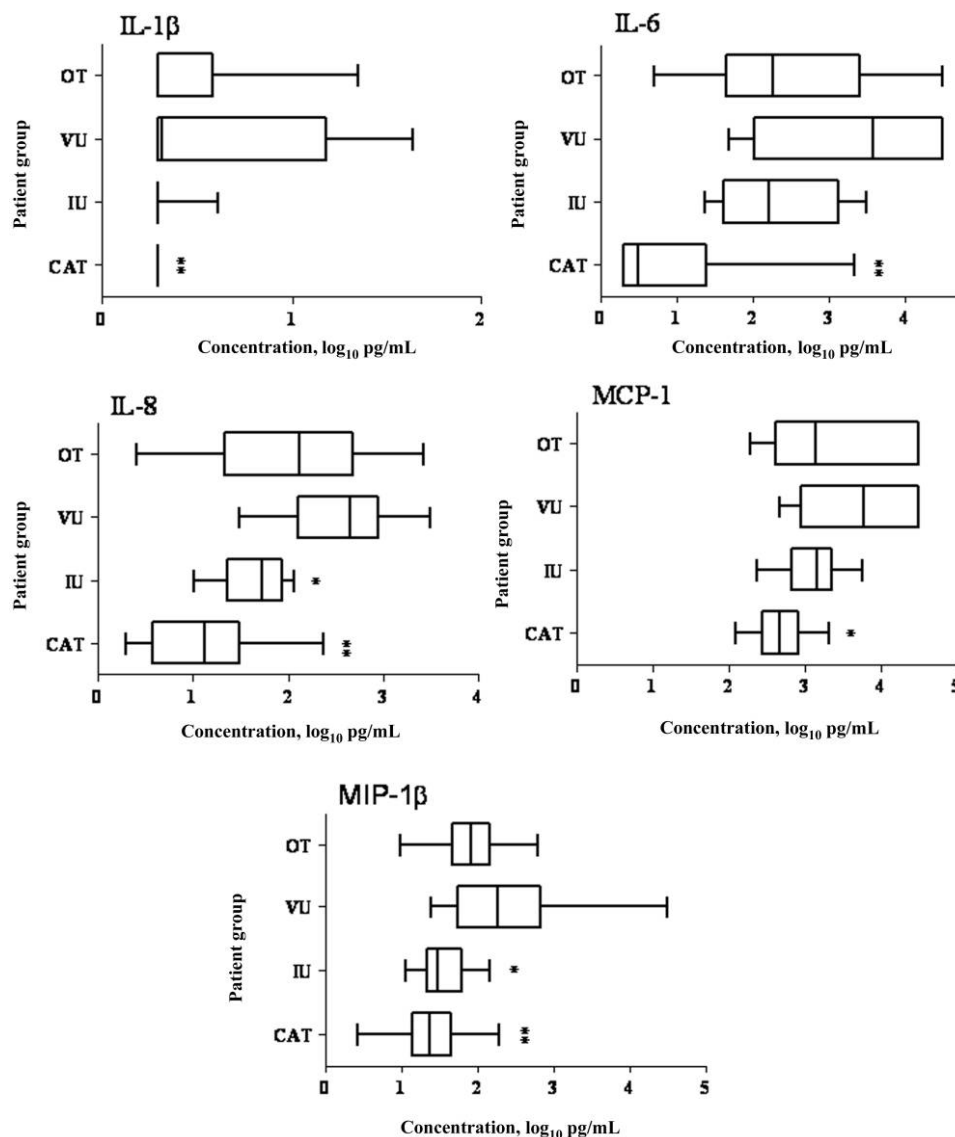 IL-1β
OT
VU
IU
CAT
**
Patient group
0 1 2
Concentration, log₁₀ pg/mL
IL-6
OT
VU
IU
CAT
**
Patient group
0 1 2 3 4
Concentration, log₁₀ pg/mL
IL-8
OT
VU
IU
*
CAT
**
Patient group
0 1 2 3 4
Concentration, log₁₀ pg/mL
MCP-1
OT
VU
IU
CAT
*
Patient group
0 1 2 3 4 5
Concentration, log₁₀ pg/mL
MIP-1β
OT
VU
IU
*
CAT
**
Patient group
0 1 2 3 4 5
Concentration, log₁₀ pg/mL